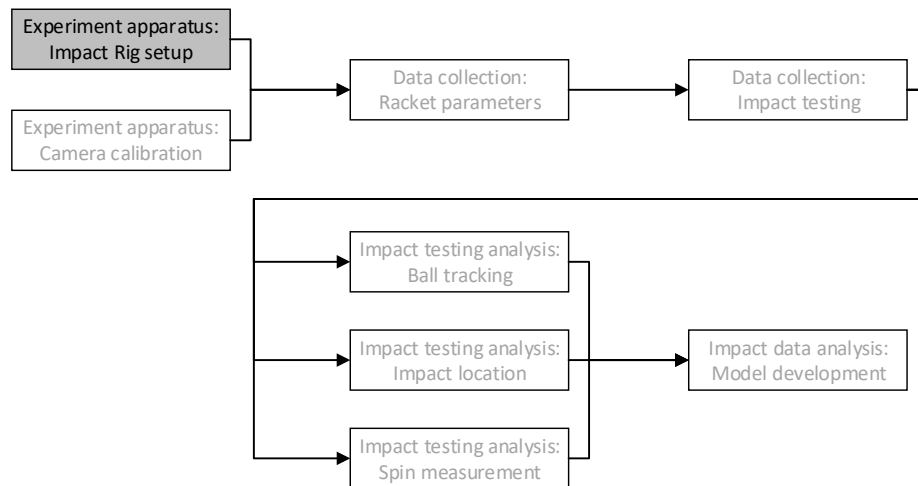 Experiment apparatus:
Impact Rig setup
Experiment apparatus:
Camera calibration
Data collection:
Racket parameters
Data collection:
Impact testing
Impact testing analysis:
Ball tracking
Impact testing analysis:
Impact location
Impact testing analysis:
Spin measurement
Impact data analysis:
Model development